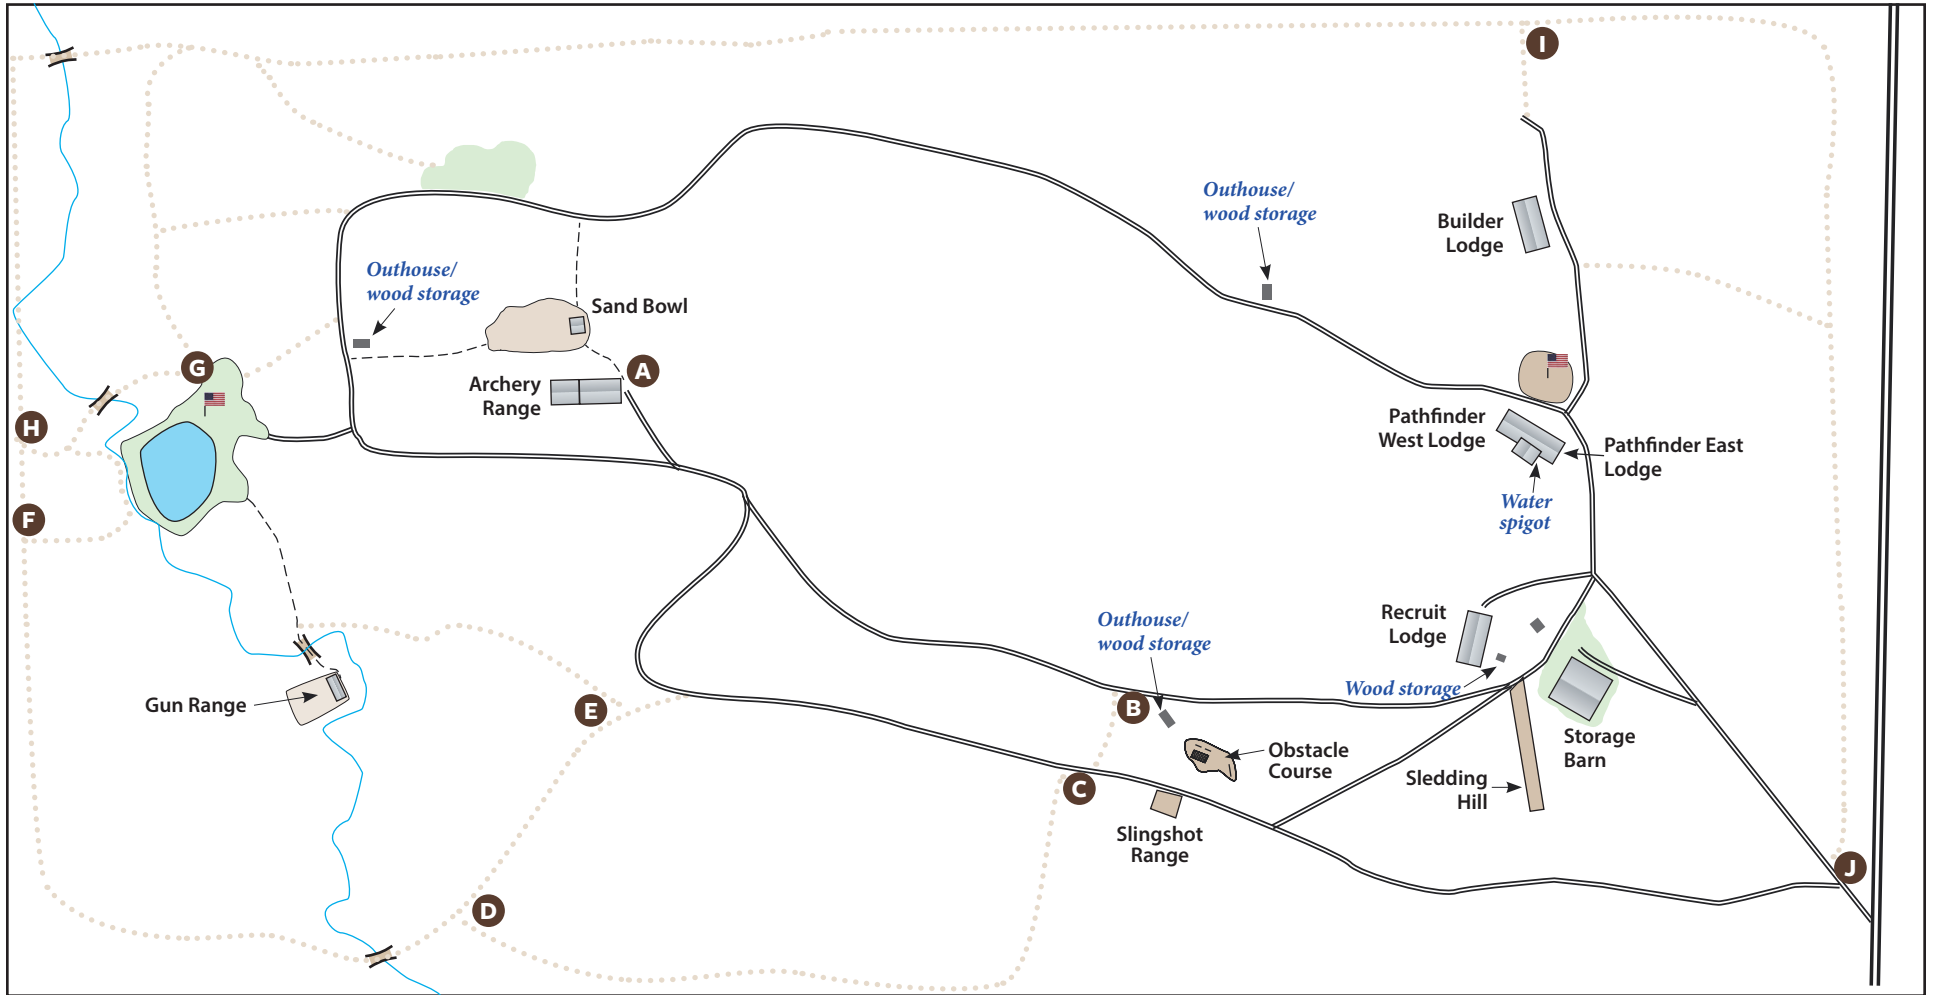 I
Outhouse/
wood storage
Builder
Lodge
Outhouse/
wood storage
Sand Bowl
G
A
Archery
Range
Pathfinder
West Lodge
Pathfinder East
Lodge
H
Water
spigot
F
Outhouse/
wood storage
Recruit
Lodge
Wood storage
Gun Range
E
B
Storage
Barn
Obstacle
Course
Sledding
Hill
C
Slingshot
Range
J
D